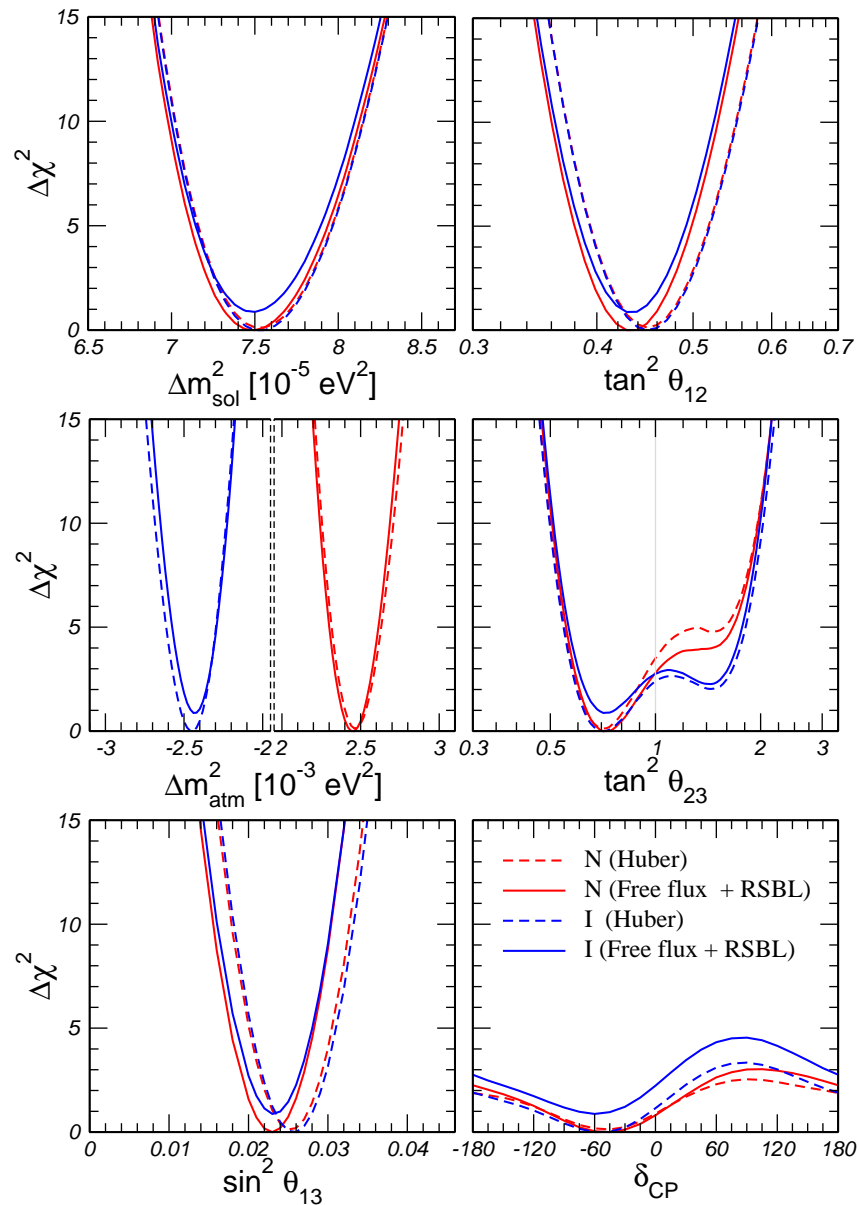 15
10
5
0
Δχ²
6.5 7 7.5 8 8.5
Δm²sol [10⁻⁵ eV²]
0.3 0.4 0.5 0.6 0.7
tan² θ12
15
10
5
0
Δχ²
-3 -2.5 -2 2 2.5 3
Δm²atm [10⁻³ eV²]
0.3 0.5 1 2 3
tan² θ23
15
10
5
0
Δχ²
0 0.01 0.02 0.03 0.04
sin² θ13
N (Huber)
N (Free flux + RSBL)
I (Huber)
I (Free flux + RSBL)
-180 -120 -60 0 60 120 180
δCP